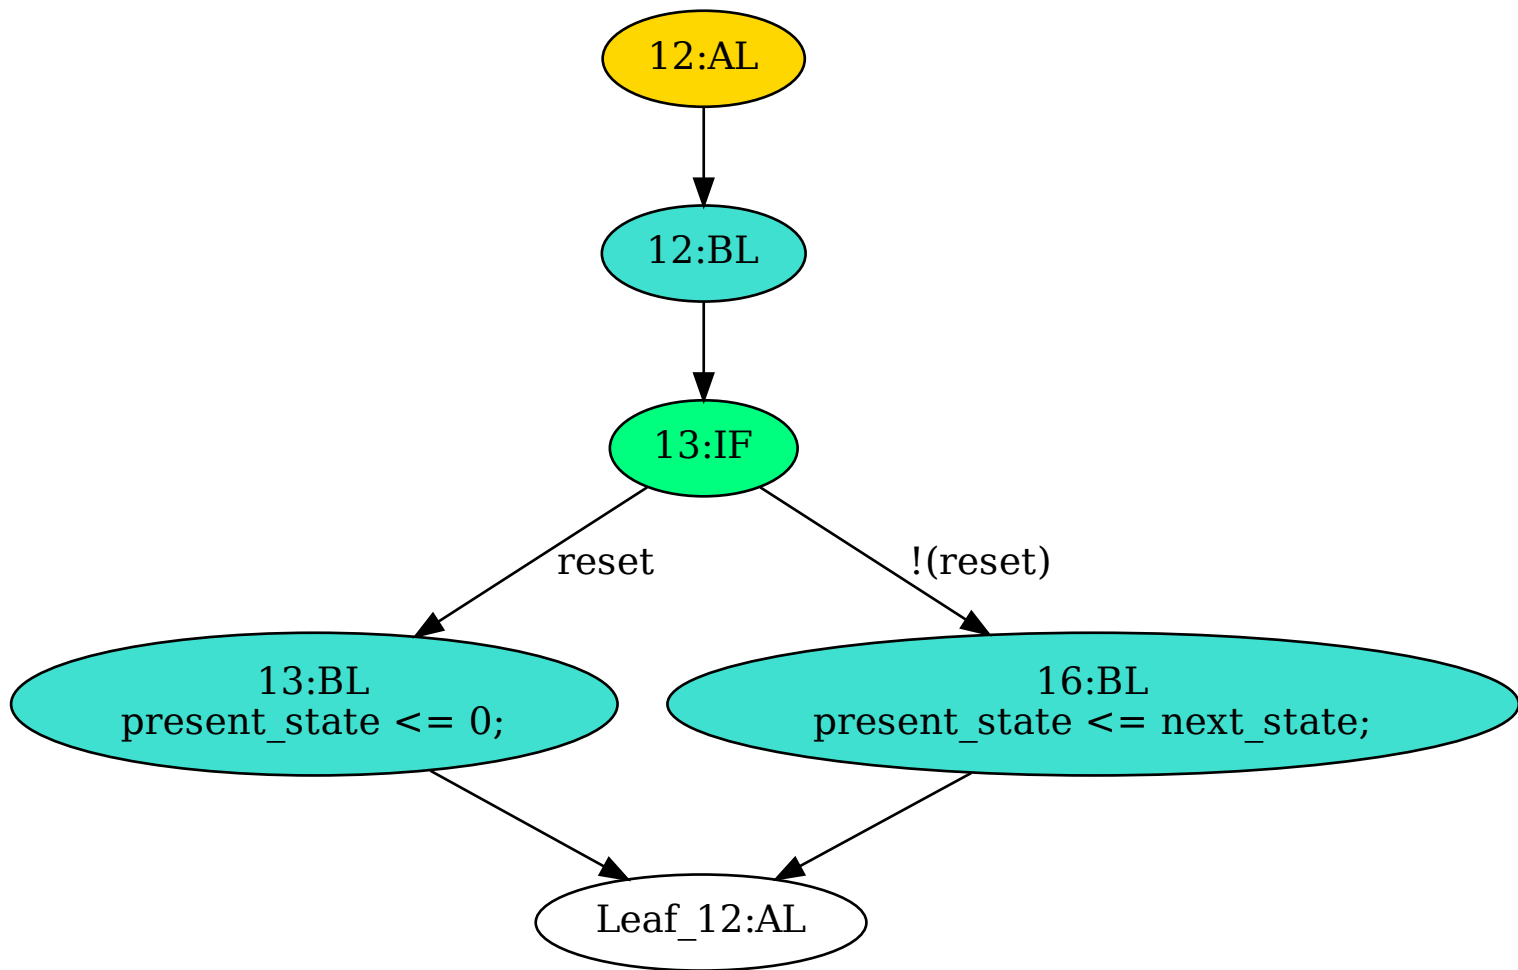 12:AL
12:BL
13:IF
reset
!(reset)
13:BL
present_state <= 0;
16:BL
present_state <= next_state;
Leaf_12:AL